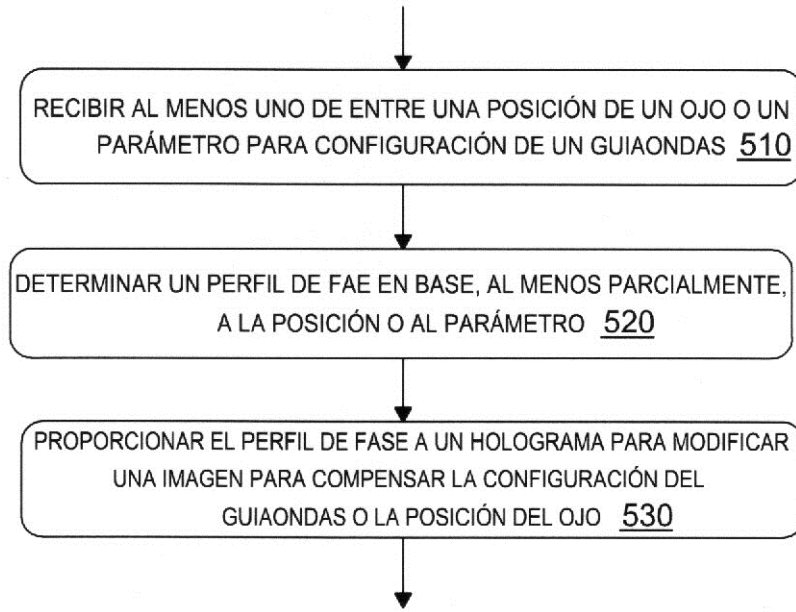 RECIBIR AL MENOS UNO DE ENTRE UNA POSICIÓN DE UN OJO O UN
PARÁMETRO PARA CONFIGURACIÓN DE UN GUIAONDAS 510
DETERMINAR UN PERFIL DE FAE EN BASE, AL MENOS PARCIALMENTE,
A LA POSICIÓN O AL PARÁMETRO 520
PROPORCIONAR EL PERFIL DE FASE A UN HOLOGRAMA PARA MODIFICAR
UNA IMAGEN PARA COMPENSAR LA CONFIGURACIÓN DEL
GUIAONDAS O LA POSICIÓN DEL OJO 530